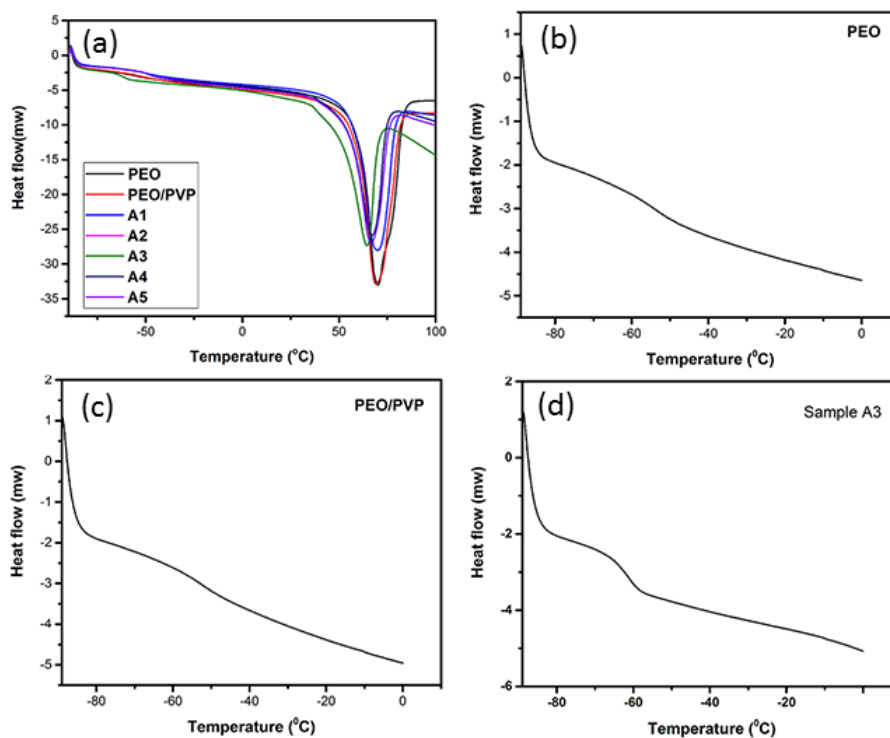 (a)
5
0
-5
-10
-15
-20
-25
-30
-35
Heat flow(mw)
PEO
PEO/PVP
A1
A2
A3
A4
A5
-50
0
50
100
Temperature (⁰C)
(b)
PEO
1
0
-1
-2
-3
-4
-5
Heat flow (mw)
-80
-60
-40
-20
0
Temperature (⁰C)
(c)
PEO/PVP
2
1
0
-1
-2
-3
-4
-5
Heat flow (mw)
-80
-60
-40
-20
0
Temperature (⁰C)
(d)
Sample A3
2
0
-2
-4
-6
Heat flow (mw)
-80
-60
-40
-20
Temperature (⁰C)